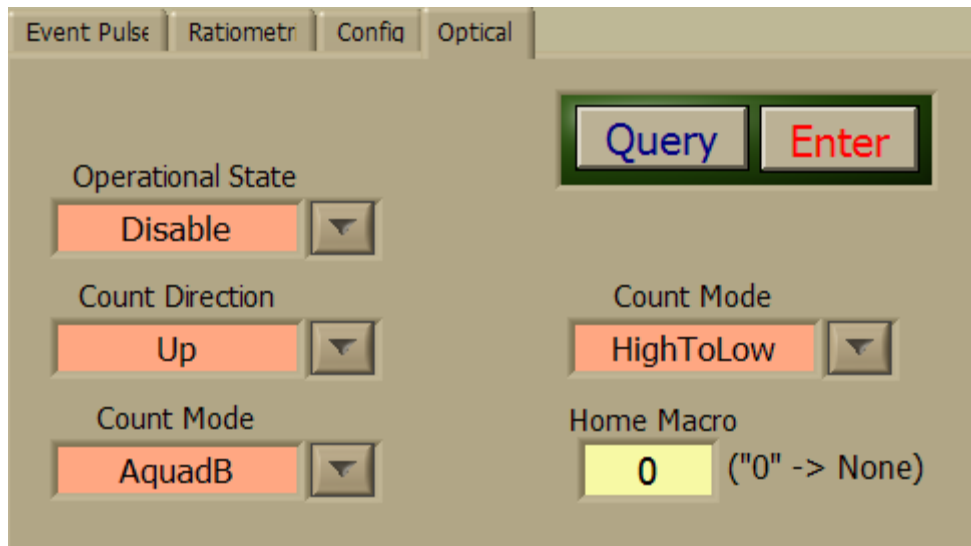 Event Pulse Ratiometri Config Optical
Query Enter
Operational State
Disable
Count Direction
Up
Count Mode
AquadB
Count Mode
HighToLow
Home Macro
0 ("0" -> None)